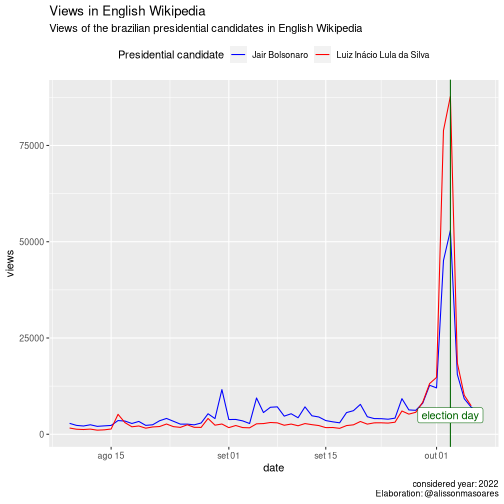 Views in English Wikipedia
Views of the brazilian presidential candidates in English Wikipedia
Presidential candidate Jair Bolsonaro Luiz Inácio Lula da Silva
views
75000
50000
25000
0
election day
ago 15 set 01 set 15 out 01
date
considered year: 2022
Elaboration: @alissonmasoares